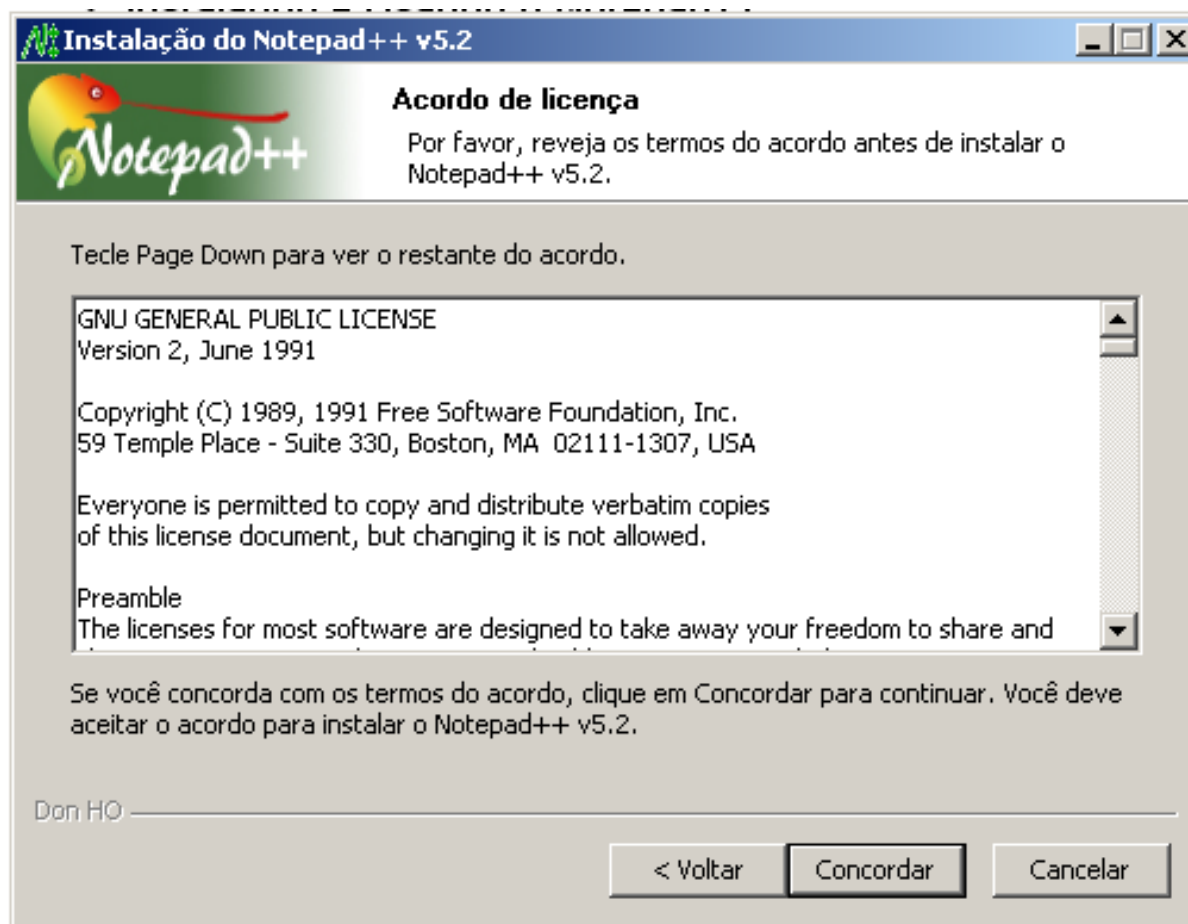 Instalação do Notepad++ v5.2
Notepad++
Acordo de licença
Por favor, reveja os termos do acordo antes de instalar o
Notepad++ v5.2.
Tecle Page Down para ver o restante do acordo.
GNU GENERAL PUBLIC LICENSE
Version 2, June 1991
Copyright (C) 1989, 1991 Free Software Foundation, Inc.
59 Temple Place - Suite 330, Boston, MA  02111-1307, USA
Everyone is permitted to copy and distribute verbatim copies
of this license document, but changing it is not allowed.
Preamble
The licenses for most software are designed to take away your freedom to share and
Se você concorda com os termos do acordo, clique em Concordar para continuar. Você deve
aceitar o acordo para instalar o Notepad++ v5.2.
Don HO
< Voltar
Concordar
Cancelar